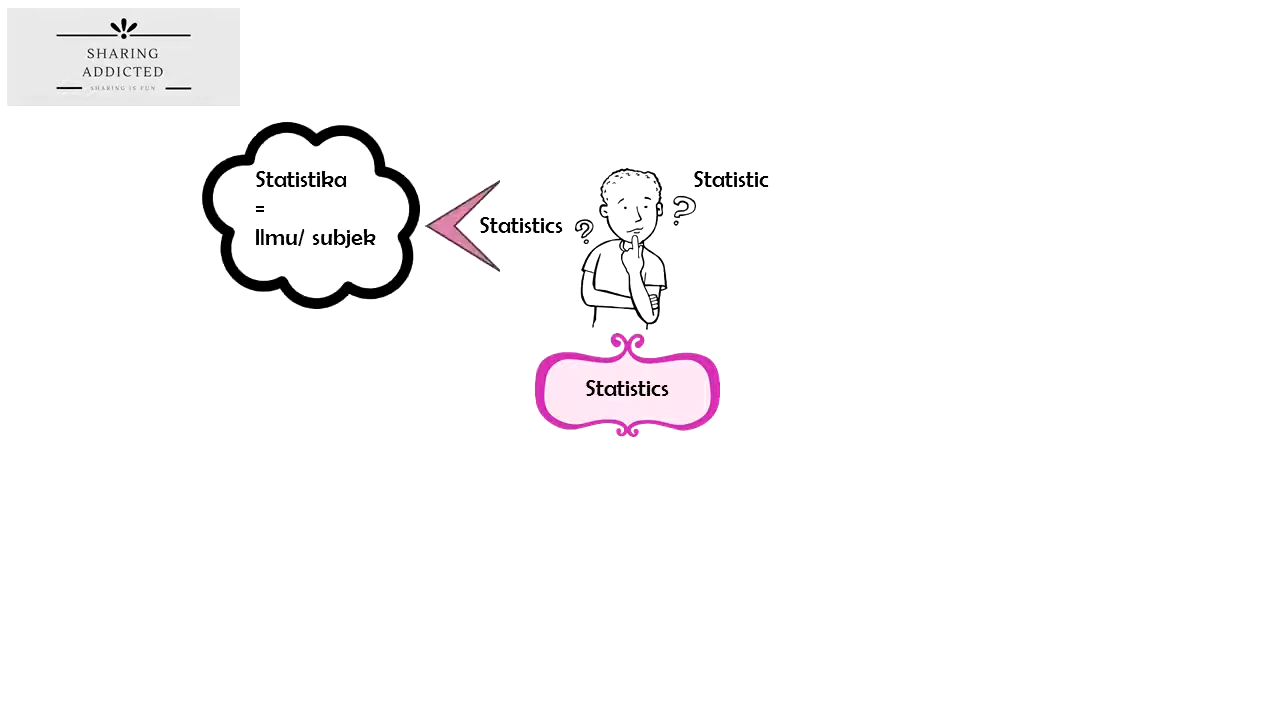 SHARING
ADDICTED
SHARING IS FUN
Statistika
=
Ilmu/ subjek
Statistics
Statistic
Statistics